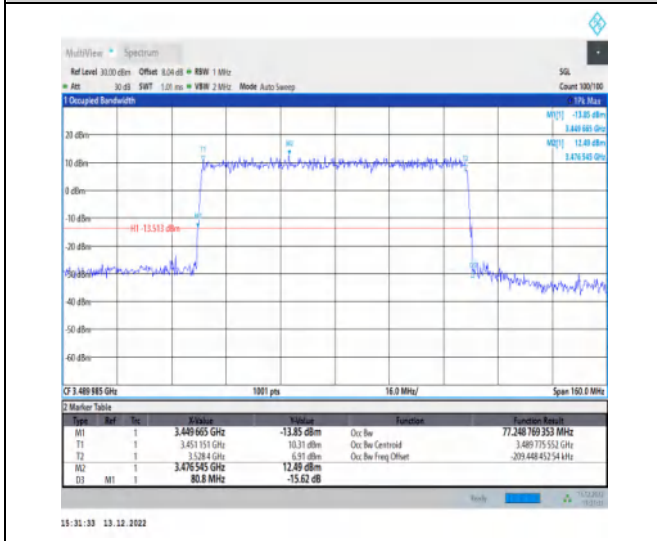 MultiView Spectrum
Ref Level 30.00 dBm Offset 8.04 dB RBW 1 MHz SGL
Att 30 dB SWT 1.01 ms VBW 2 MHz Mode Auto Sweep Count 100/100
1 Occupied Bandwidth 1Pk Max
M1[1] -13.85 dBm
3.449 665 GHz
M2[1] 12.49 dBm
3.476 545 GHz
20 dBm
M2
T1
10 dBm
0 dBm
-10 dBm
M1
H1 -13.513 dBm
-20 dBm
-30 dBm
-40 dBm
-50 dBm
-60 dBm
CF 3.489 985 GHz 1001 pts 16.0 MHz/ Span 160.0 MHz
2 Marker Table
Type Ref Trc X-Value Y-Value Function Function Result
M1 1 3.449 665 GHz -13.85 dBm Occ Bw 77.248 769 353 MHz
T1 1 3.451 151 GHz 10.31 dBm Occ Bw Centroid 3.489 775 552 4 GHz
T2 1 3.528 4 GHz 6.91 dBm Occ Bw Freq Offset -209.448 452 54 kHz
M2 1 3.476 545 GHz 12.49 dBm
D3 M1 1 80.8 MHz -15.62 dB
Ready
15:31:33 13.12.2022